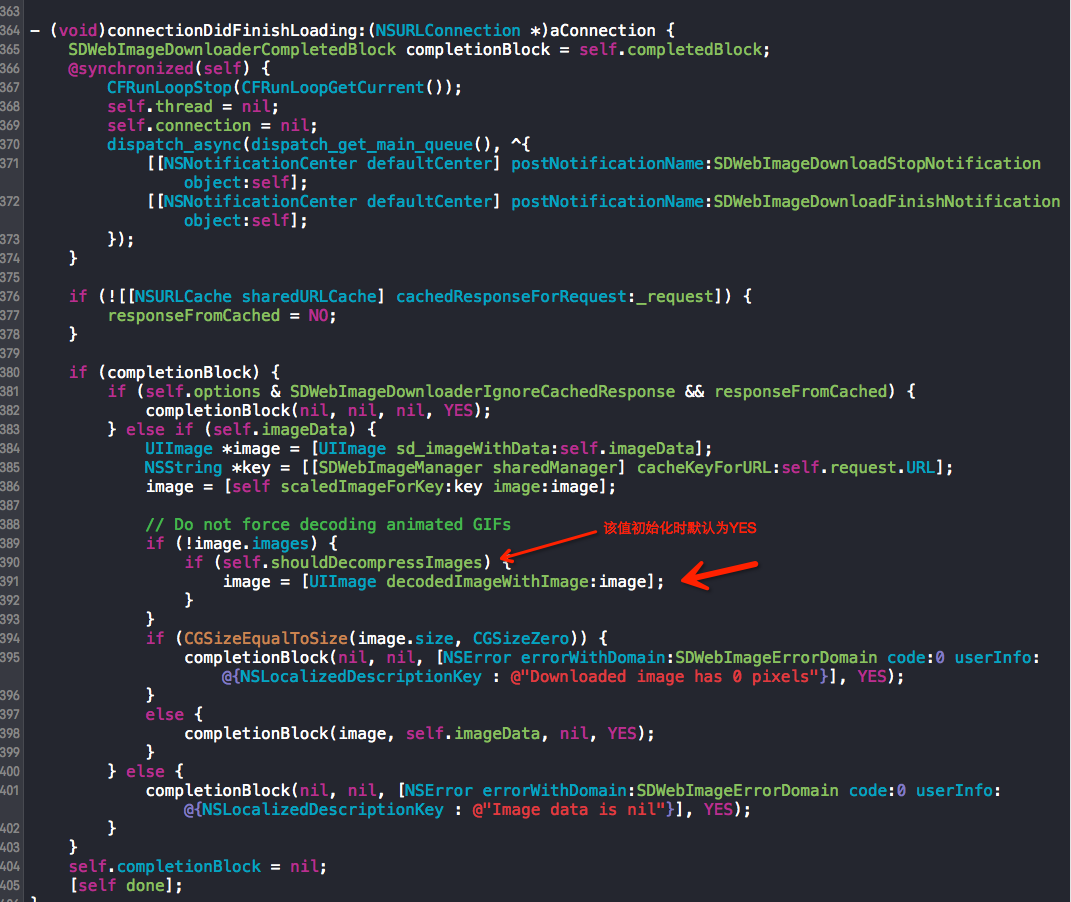 363
364 – (void)connectionDidFinishLoading:(NSURLConnection *)aConnection {
365     SDWebImageDownloaderCompletedBlock completionBlock = self.completedBlock;
366     @synchronized(self) {
367         CFRunLoopStop(CFRunLoopGetCurrent());
368         self.thread = nil;
369         self.connection = nil;
370         dispatch_async(dispatch_get_main_queue(), ^{
371             [[NSNotificationCenter defaultCenter] postNotificationName:SDWebImageDownloadStopNotification
                object:self];
372             [[NSNotificationCenter defaultCenter] postNotificationName:SDWebImageDownloadFinishNotification
                object:self];
373         });
374     }
375
376     if (![[NSURLCache sharedURLCache] cachedResponseForRequest:_request]) {
377         responseFromCached = NO;
378     }
379
380     if (completionBlock) {
381         if (self.options & SDWebImageDownloaderIgnoreCachedResponse && responseFromCached) {
382             completionBlock(nil, nil, nil, YES);
383         } else if (self.imageData) {
384             UIImage *image = [UIImage sd_imageWithData:self.imageData];
385             NSString *key = [[SDWebImageManager sharedManager] cacheKeyForURL:self.request.URL];
386             image = [self scaledImageForKey:key image:image];
387
388             // Do not force decoding animated GIFs
该值初始化时默认为YES
389             if (!image.images) {
390                 if (self.shouldDecompressImages) {
391                     image = [UIImage decodedImageWithImage:image];
392                 }
393             }
394             if (CGSizeEqualToSize(image.size, CGSizeZero)) {
395                 completionBlock(nil, nil, [NSError errorWithDomain:SDWebImageErrorDomain code:0 userInfo:
                    @{NSLocalizedDescriptionKey : @"Downloaded image has 0 pixels"}], YES);
396             }
397             else {
398                 completionBlock(image, self.imageData, nil, YES);
399             }
400         } else {
401             completionBlock(nil, nil, [NSError errorWithDomain:SDWebImageErrorDomain code:0 userInfo:
                @{NSLocalizedDescriptionKey : @"Image data is nil"}], YES);
402         }
403     }
404     self.completionBlock = nil;
405     [self done];